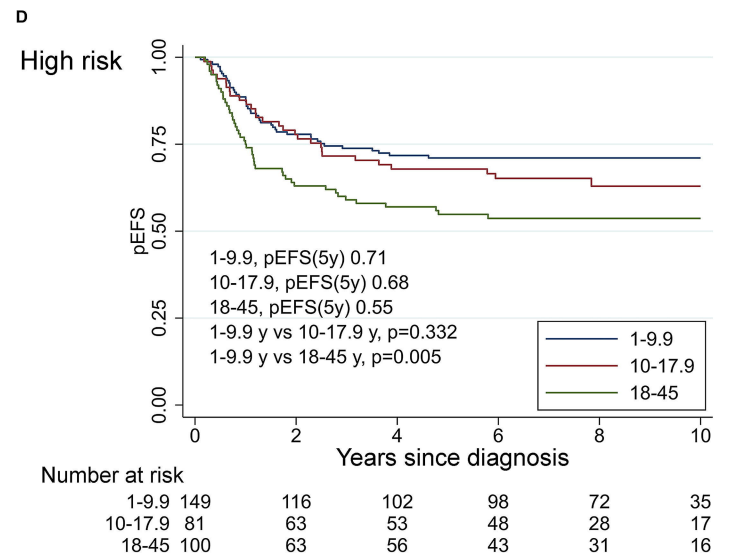 D
High risk
1.00
0.75
0.50
0.25
0.00
pEFS
1-9.9, pEFS(5y) 0.71
10-17.9, pEFS(5y) 0.68
18-45, pEFS(5y) 0.55
1-9.9 y vs 10-17.9 y, p=0.332
1-9.9 y vs 18-45 y, p=0.005
1-9.9
10-17.9
18-45
0 2 4 6 8 10
Years since diagnosis
Number at risk
1-9.9 149 116 102 98 72 35
10-17.9 81 63 53 48 28 17
18-45 100 63 56 43 31 16